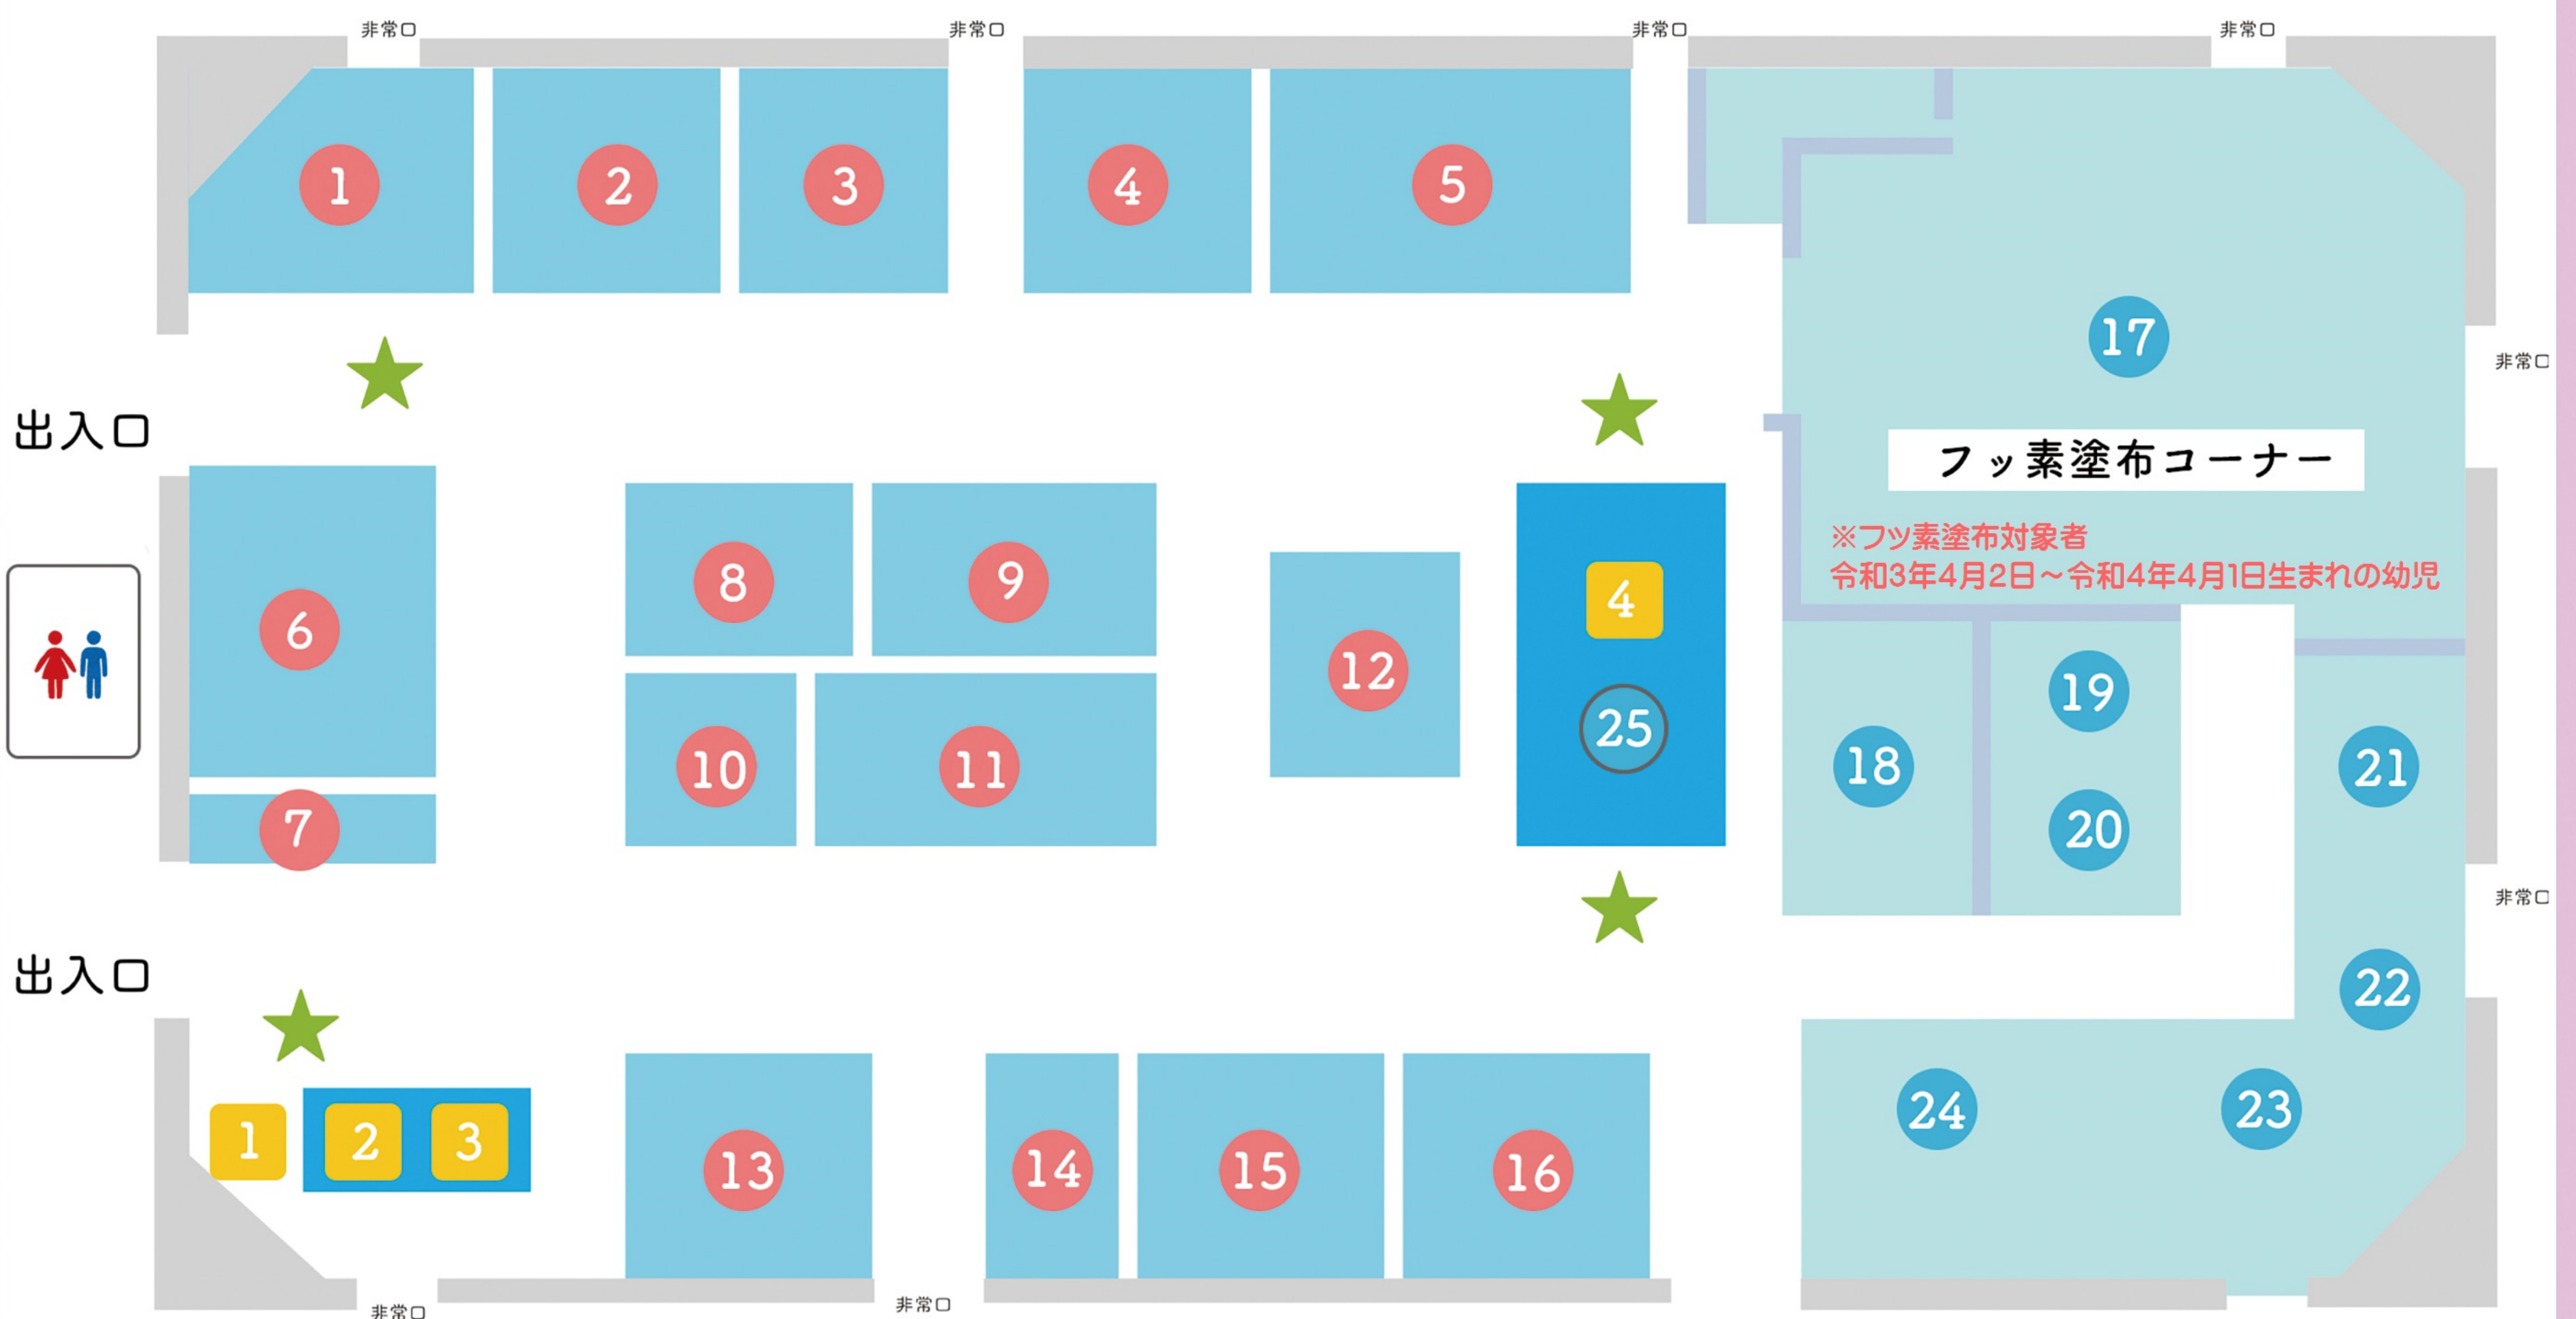 非常口
非常口
非常口
非常口
1
2
3
4
5
17
非常口
出入口
フッ素塗布コーナー
※フッ素塗布対象者
令和3年4月2日～令和4年4月1日生まれの幼児
6
8
9
4
12
25
18
19
21
10
11
7
20
非常口
出入口
22
1
2
3
13
14
15
16
24
23
非常口
非常口